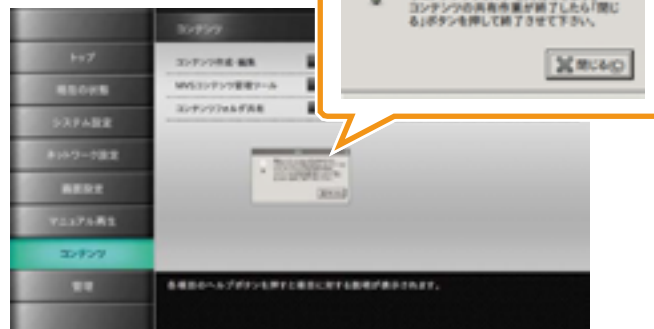 コンテンツの共有作業が終了したら「閉じ
る」ボタンを押して終了させて下さい。
閉じる(C)
コンテンツ
トップ
現在の状態
システム設定
ネットワーク設定
画面設定
マニュアル再生
コンテンツ
管理
コンテンツ作成・編集
MVSコンテンツ管理ツール
コンテンツフォルダ共有
各項目のヘルプボタンを押すと項目に対する説明が表示されます。